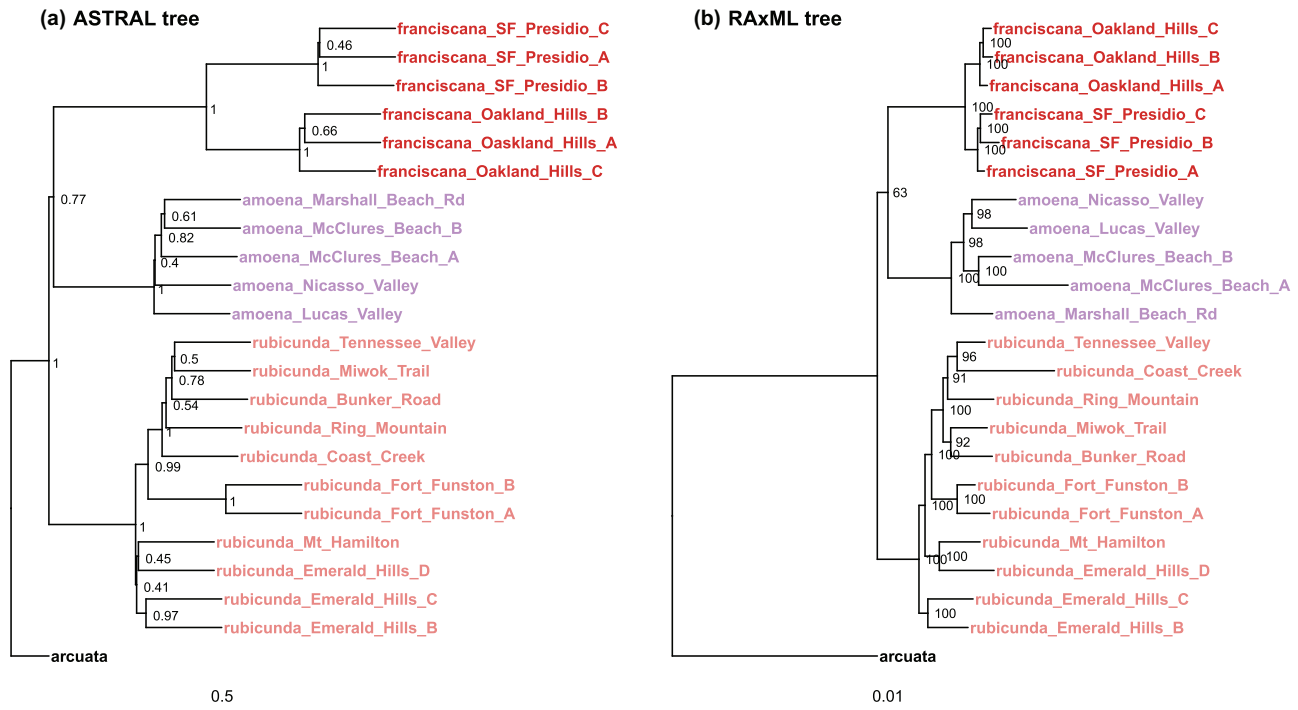 (a) ASTRAL tree
franciscana_SF_Presidio_C
0.46
franciscana_SF_Presidio_A
1
franciscana_SF_Presidio_B
1
franciscana_Oakland_Hills_B
0.66
franciscana_Oaskland_Hills_A
1
franciscana_Oakland_Hills_C
0.77
amoena_Marshall_Beach_Rd
0.61
amoena_McClures_Beach_B
0.82
amoena_McClures_Beach_A
0.4
amoena_Nicasso_Valley
1
amoena_Lucas_Valley
rubicunda_Tennessee_Valley
0.5
1
rubicunda_Miwok_Trail
0.78
rubicunda_Bunker_Road
0.54
rubicunda_Ring_Mountain
1
rubicunda_Coast_Creek
0.99
rubicunda_Fort_Funston_B
1
rubicunda_Fort_Funston_A
1
rubicunda_Mt_Hamilton
0.45
rubicunda_Emerald_Hills_D
0.41
rubicunda_Emerald_Hills_C
0.97
rubicunda_Emerald_Hills_B
arcuata
0.5
(b) RAxML tree
franciscana_Oakland_Hills_C
100
franciscana_Oakland_Hills_B
100
franciscana_Oaskland_Hills_A
100
franciscana_SF_Presidio_C
100
franciscana_SF_Presidio_B
100
franciscana_SF_Presidio_A
63
amoena_Nicasso_Valley
98
amoena_Lucas_Valley
98
amoena_McClures_Beach_B
100
100
amoena_McClures_Beach_A
amoena_Marshall_Beach_Rd
rubicunda_Tennessee_Valley
96
rubicunda_Coast_Creek
91
rubicunda_Ring_Mountain
100
rubicunda_Miwok_Trail
92
rubicunda_Bunker_Road
100
rubicunda_Fort_Funston_B
100
100
rubicunda_Fort_Funston_A
rubicunda_Mt_Hamilton
100
100
rubicunda_Emerald_Hills_D
rubicunda_Emerald_Hills_C
100
rubicunda_Emerald_Hills_B
arcuata
0.01